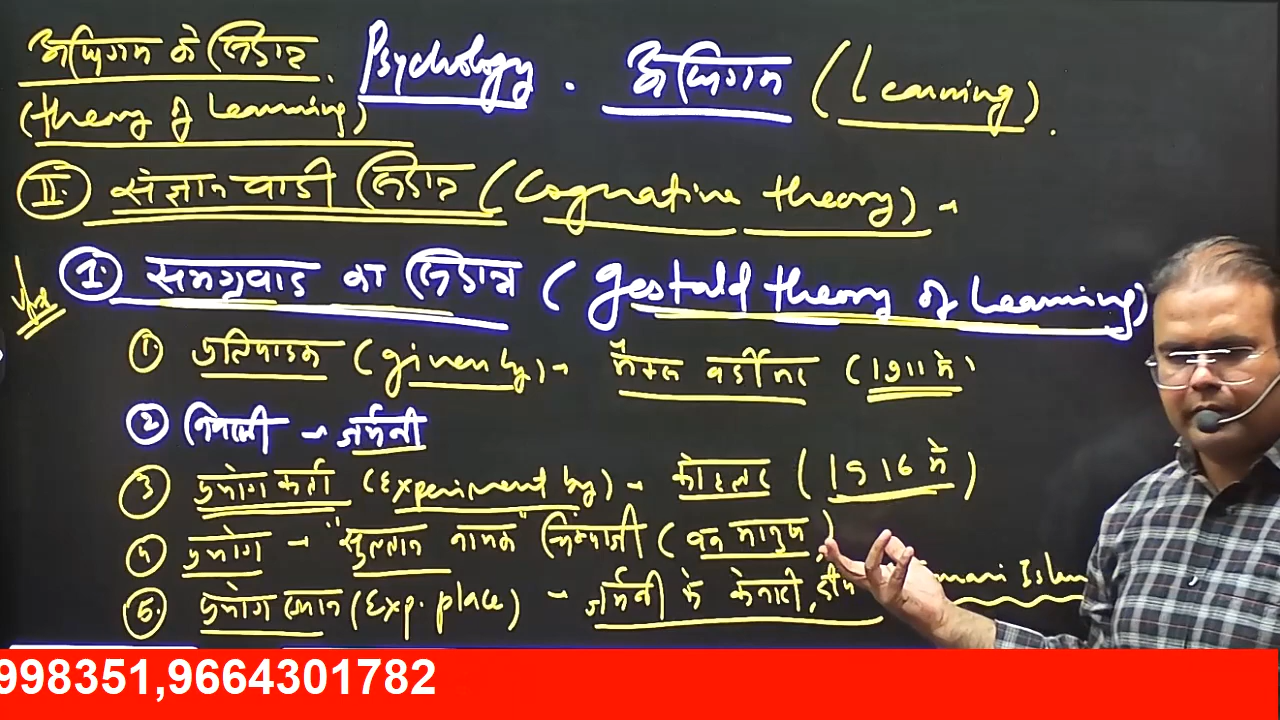 अधिगम के सिद्धान्त. Psychology. अधिगम (Learning).
(theory of Learning)
II. संज्ञानवादी सिद्धान्त (Cognative theory) -
1. समग्रवाद का सिद्धान्त (gestald theory of Learning)
① प्रतिपादक (given by) - मैक्स वर्दीमर (1911 में)
② निवासी → जर्मनी
③ प्रयोगकर्ता (Experiment by) - कोहलर (1916 में)
④ प्रयोग → "सुल्तान नामक" चिम्पांजी (वन मानुष)
⑤ प्रयोग स्थान (Exp. place) - जर्मनी के केनारी, द्वीप
998351,9664301782